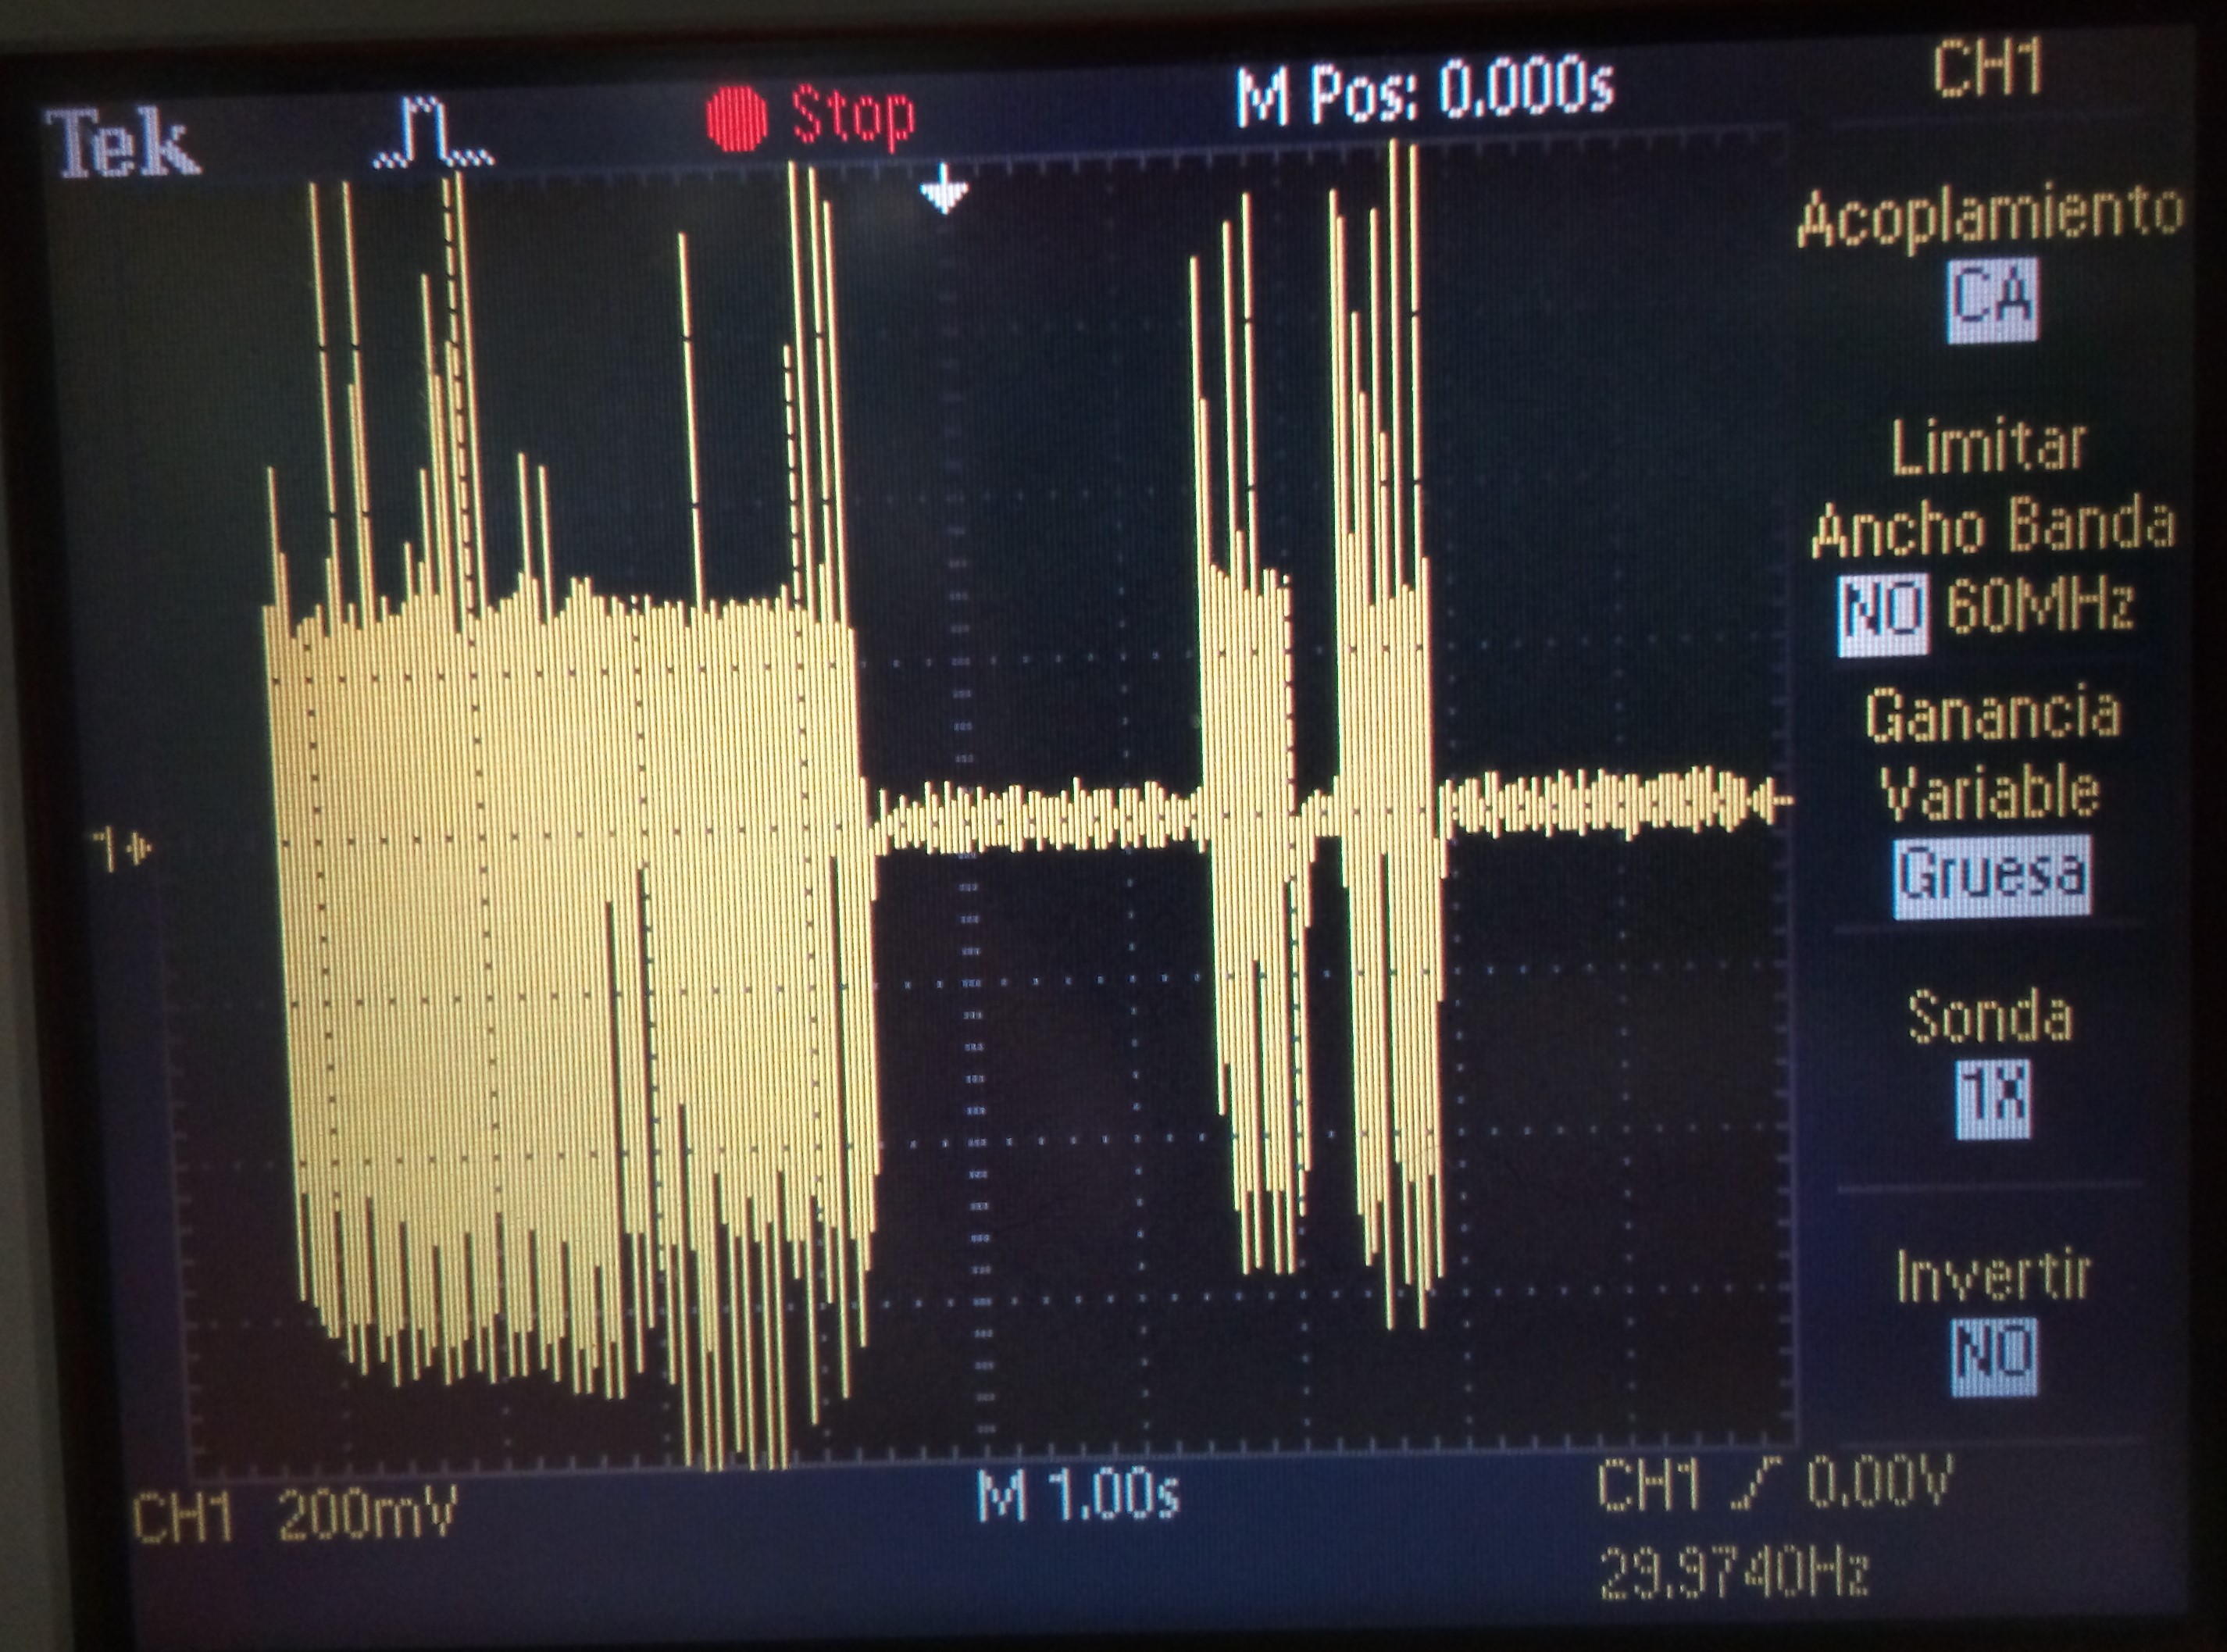 Tek Stop M Pos: 0.000s CH1
Acoplamiento
CA
Limitar
Ancho Banda
NO 60MHz
Ganancia
Variable
Gruesa
1
Sonda
1X
Invertir
NO
CH1 200mV M 1.00s CH1 0.00V
29.9740Hz